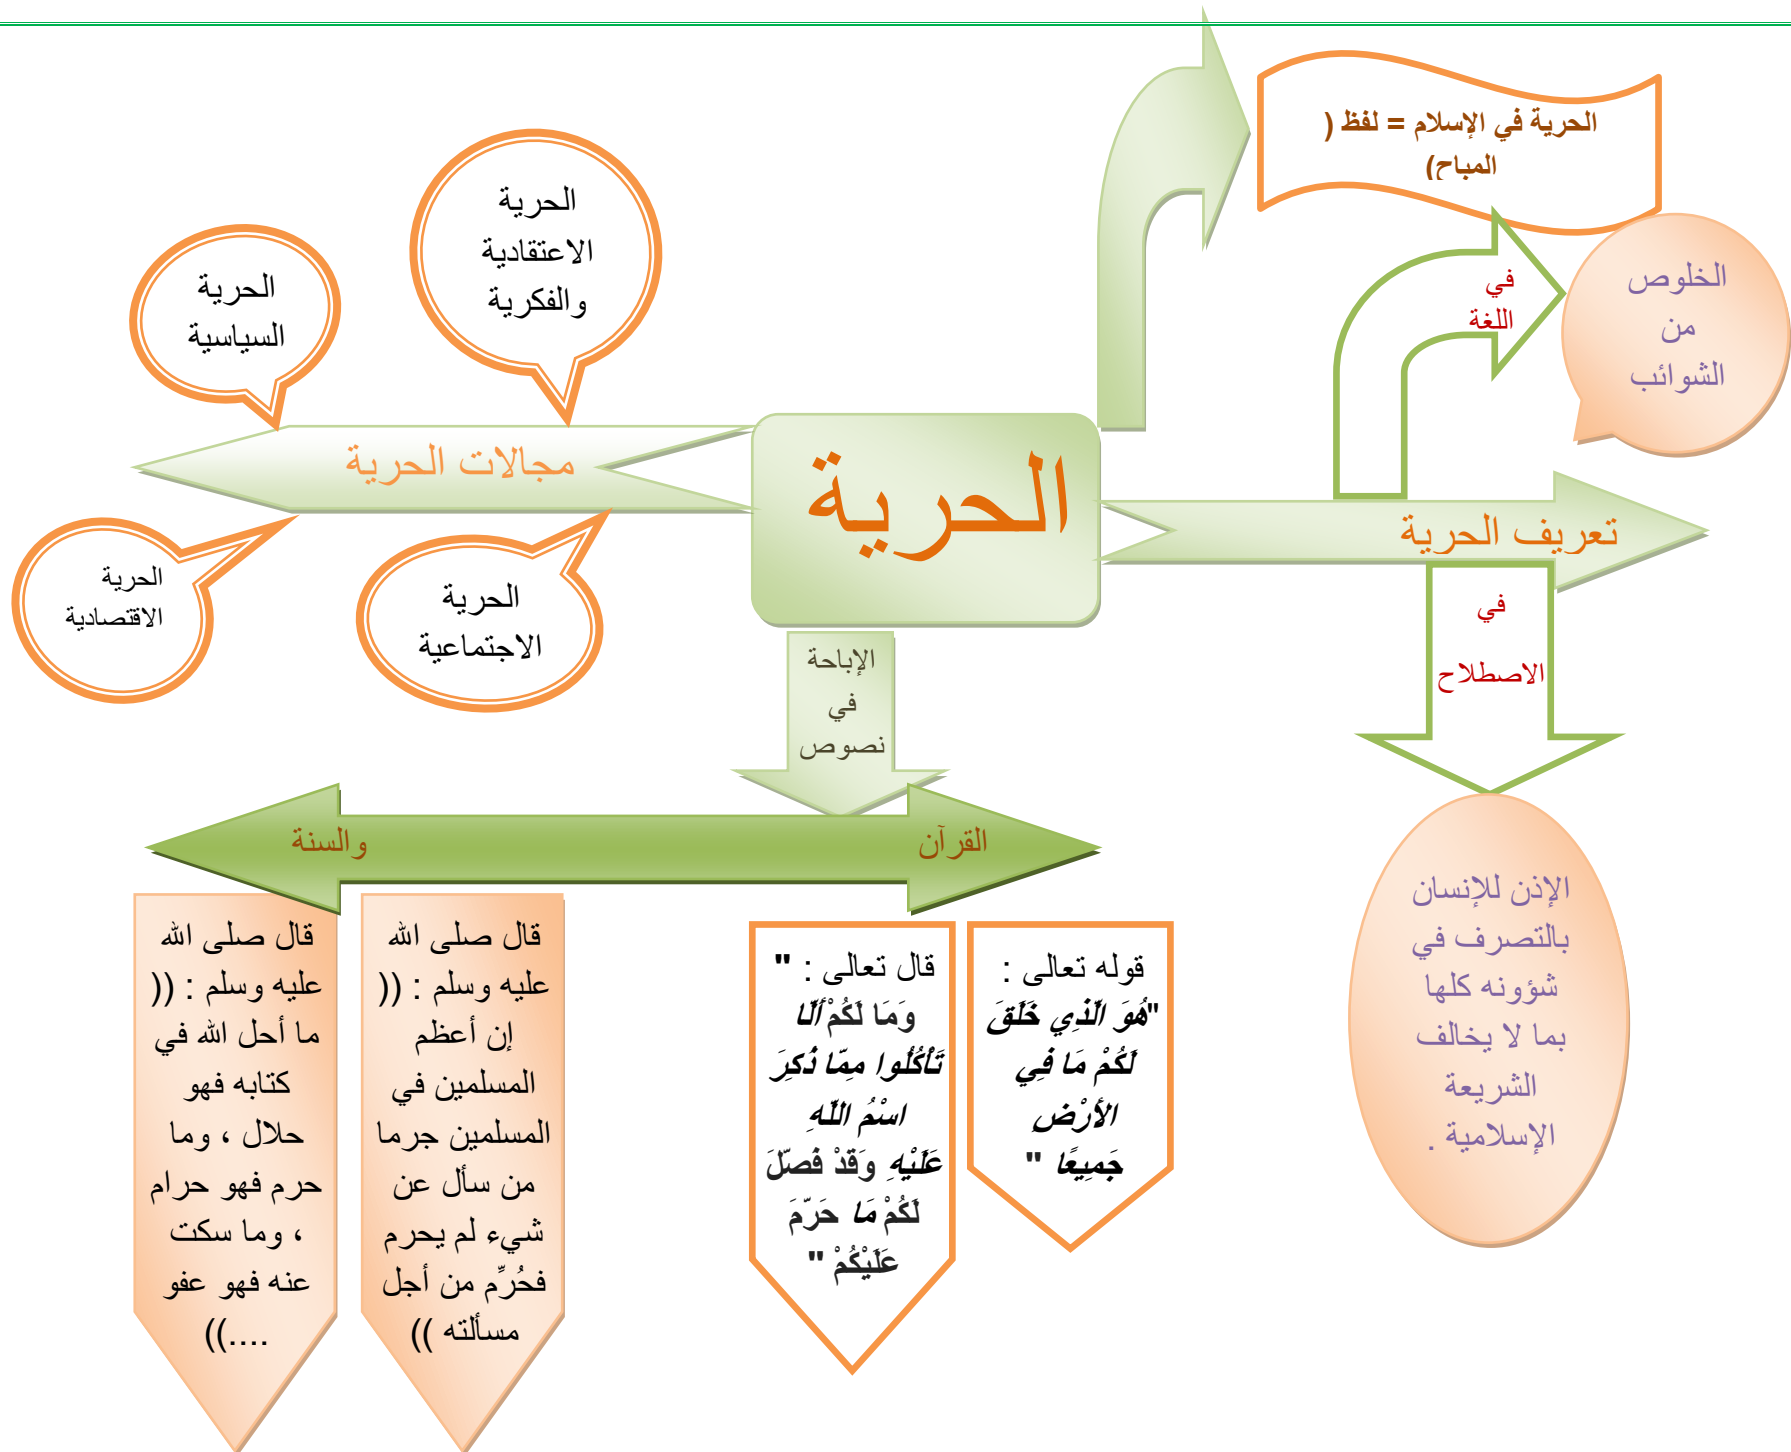 الحرية في الإسلام = لفظ (
المباح)
الخلوص
من
الشوائب
في
اللغة
الحرية
الاعتقادية
والفكرية
الحرية
السياسية
الحرية
مجالات الحرية
تعريف الحرية
الحرية
الاقتصادية
الحرية
الاجتماعية
في
الاصطلاح
الإباحة
في
نصوص
القرآن
والسنة
الإذن للإنسان
بالتصرف في
شؤونه كلها
بما لا يخالف
الشريعة
الإسلامية .
قوله تعالى :
"هُوَ الَّذِي خَلَقَ
لَكُمْ مَا فِي
الأَرْضِ
جَمِيعًا "
قال تعالى : "
وَمَا لَكُمْ أَلَّا
تَأْكُلُوا مِمَّا ذُكِرَ
اسْمُ اللَّهِ
عَلَيْهِ وَقَدْ فَصَّلَ
لَكُمْ مَا حَرَّمَ
عَلَيْكُمْ "
قال صلى الله
عليه وسلم : ((
إن أعظم
المسلمين في
المسلمين جرما
من سأل عن
شيء لم يحرم
فحُرِّم من أجل
مسألته ))
قال صلى الله
عليه وسلم : ((
ما أحل الله في
كتابه فهو
حلال ، وما
حرم فهو حرام
، وما سكت
عنه فهو عفو
....))